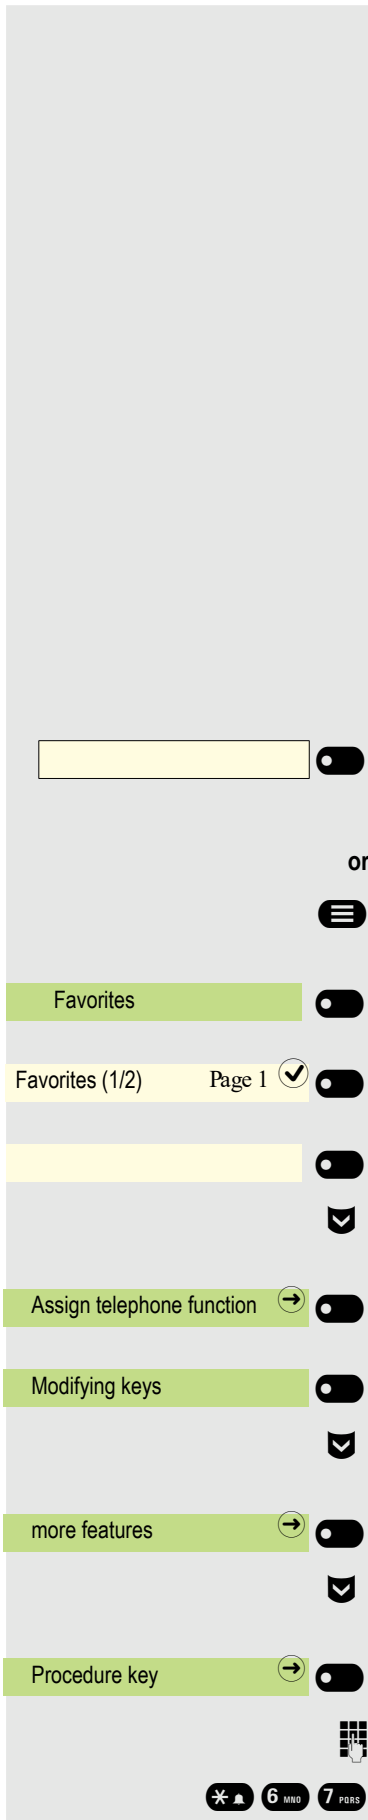 or
Favorites
Favorites (1/2) Page 1
Assign telephone function
Modifying keys
more features
Procedure key
6 MNO 7 PQRS